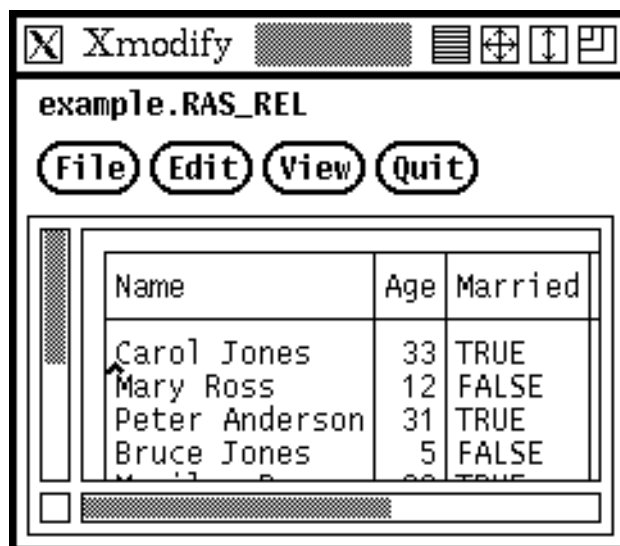 X Xmodify
example.RAS_REL
File Edit View Quit
Name Age Married
Carol Jones 33 TRUE
Mary Ross 12 FALSE
Peter Anderson 31 TRUE
Bruce Jones 5 FALSE
TRUE